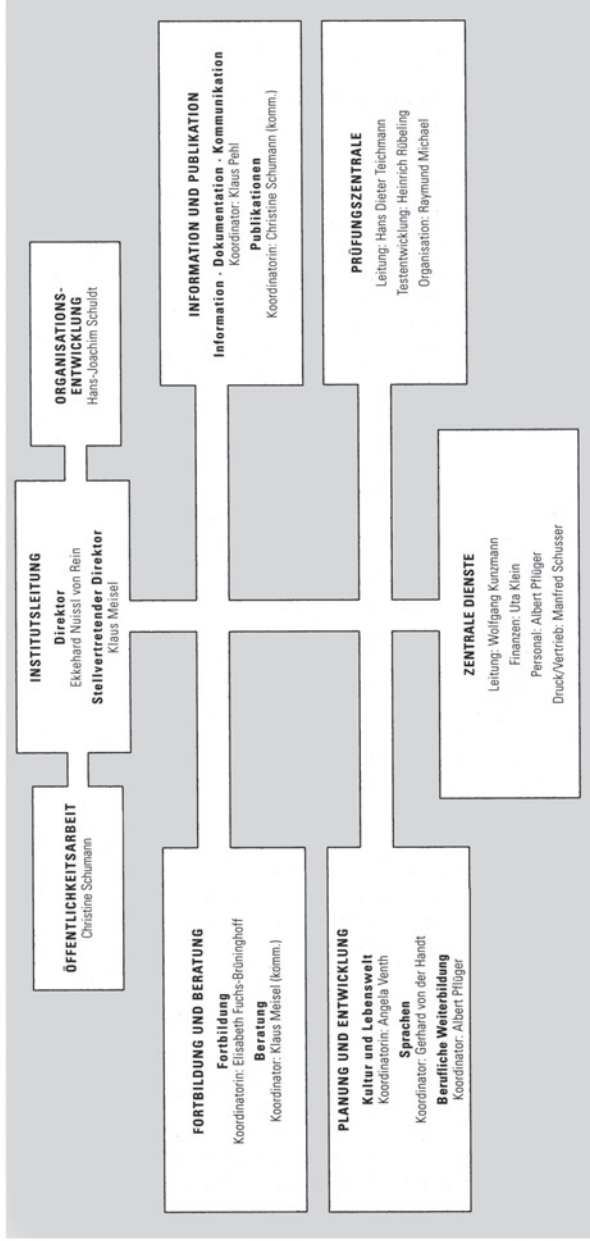 ÖFFENTLICHKEITSARBEIT
Christine Schumann
INSTITUTSLEITUNG
Direktor
Ekkehard Nuissl von Rein
Stellvertretender Direktor
Klaus Meisel
ORGANISATIONS-
ENTWICKLUNG
Hans-Joachim Schuldt
FORTBILDUNG UND BERATUNG
Fortbildung
Koordinatorin: Elisabeth Fuchs-Brüninghoff
Beratung
Koordinator: Klaus Meisel (komm.)
INFORMATION UND PUBLIKATION
Information · Dokumentation · Kommunikation
Koordinator: Klaus Pehl
Publikationen
Koordinatorin: Christine Schumann (komm.)
PLANUNG UND ENTWICKLUNG
Kultur und Lebenswelt
Koordinatorin: Angela Venth
Sprachen
Koordinator: Gerhard von der Handt
Berufliche Weiterbildung
Koordinator: Albert Pflüger
PRÜFUNGSZENTRALE
Leitung: Hans Dieter Teichmann
Testentwicklung: Heinrich Rübeling
Organisation: Raymund Michael
ZENTRALE DIENSTE
Leitung: Wolfgang Kunzmann
Finanzen: Uta Klein
Personal: Albert Pflüger
Druck/Vertrieb: Manfred Schusser